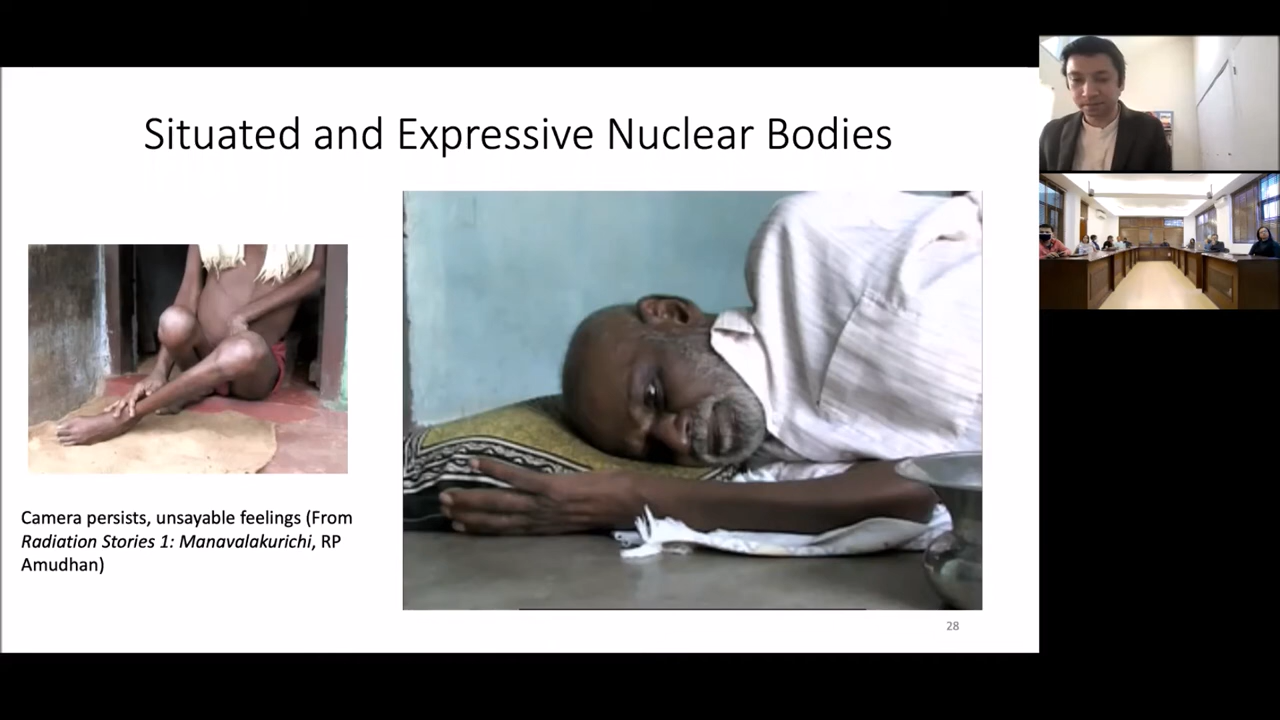 Situated and Expressive Nuclear Bodies
Camera persists, unsayable feelings (From
Radiation Stories 1: Manavalakurichi, RP
Amudhan)
28